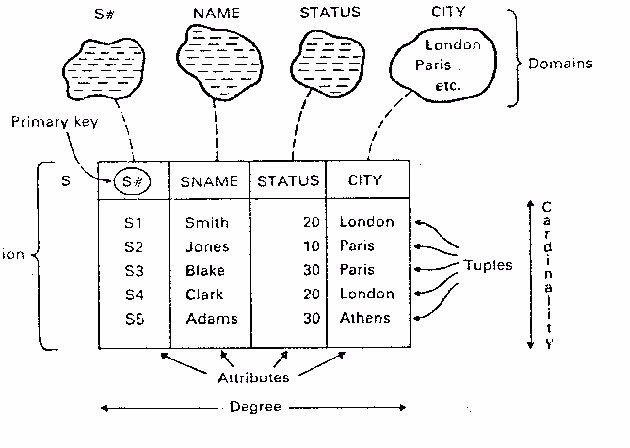 S# NAME STATUS CITY
London
Paris
etc.
Domains
Primary key
S S# SNAME STATUS CITY
S1 Smith 20 London
S2 Jones 10 Paris
S3 Blake 30 Paris
S4 Clark 20 London
S5 Adams 30 Athens
ion
Tuples
Cardinality
Attributes
Degree